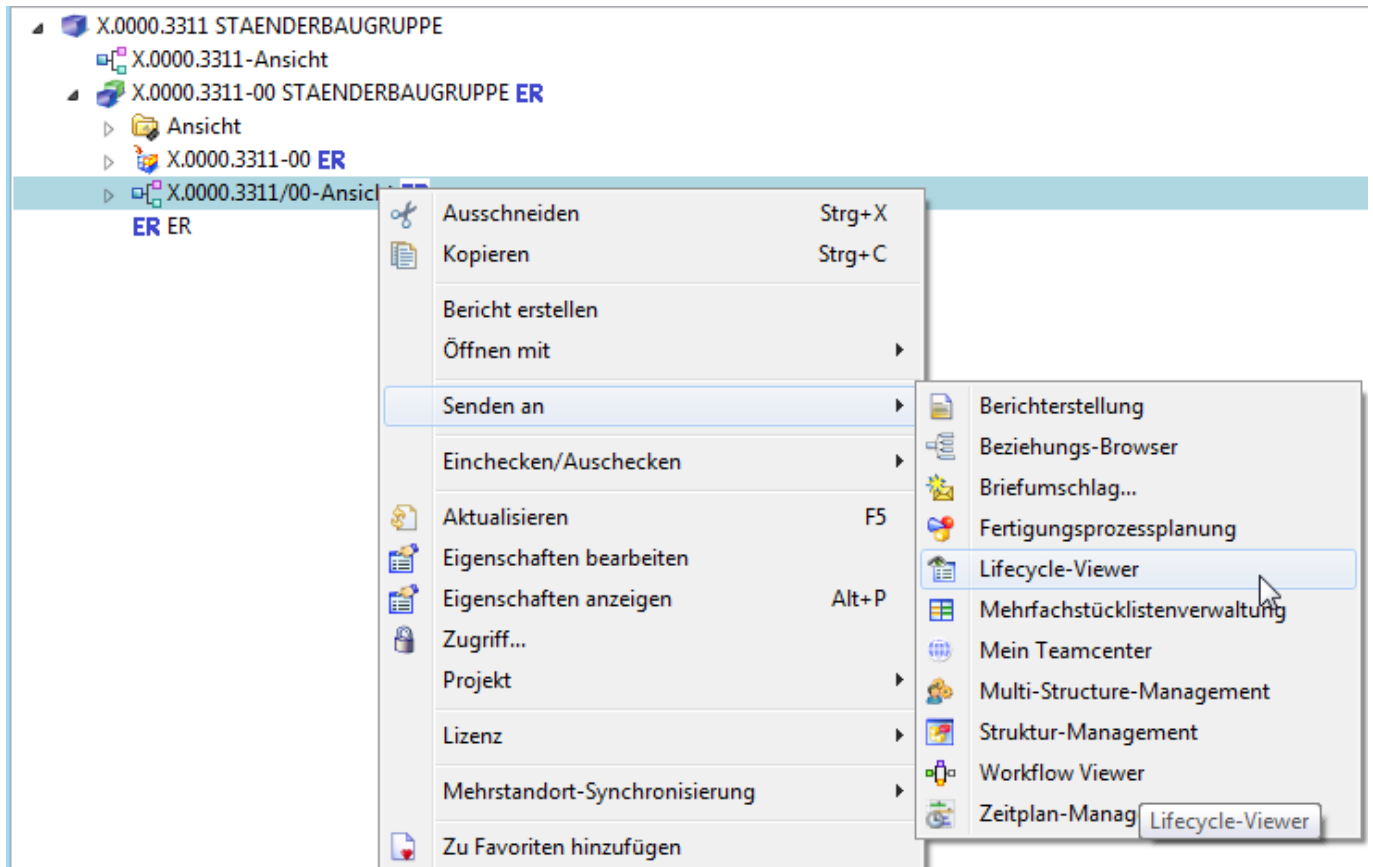 X.0000.3311 STAENDERBAUGRUPPE
X.0000.3311-Ansicht
X.0000.3311-00 STAENDERBAUGRUPPE ER
Ansicht
X.0000.3311-00 ER
X.0000.3311/00-Ansicht
ER ER
Ausschneiden Strg+X
Kopieren Strg+C
Bericht erstellen
Öffnen mit
Senden an
Einchecken/Auschecken
Aktualisieren F5
Eigenschaften bearbeiten
Eigenschaften anzeigen Alt+P
Zugriff...
Projekt
Lizenz
Mehrstandort-Synchronisierung
Zu Favoriten hinzufügen
Berichterstellung
Beziehungs-Browser
Briefumschlag...
Fertigungsprozessplanung
Lifecycle-Viewer
Mehrfachstücklistenverwaltung
Mein Teamcenter
Multi-Structure-Management
Struktur-Management
Workflow Viewer
Zeitplan-Manag
Lifecycle-Viewer